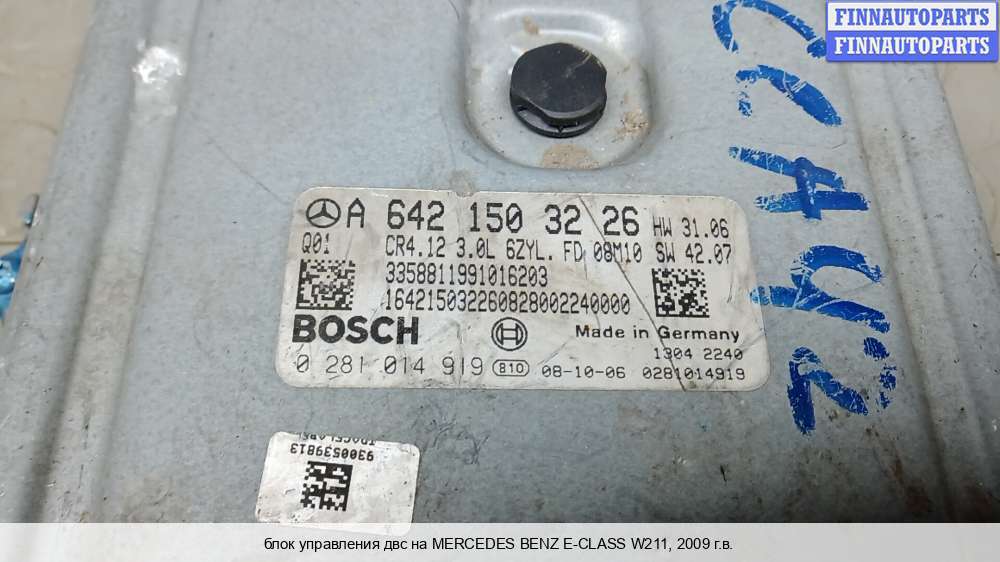 FINNAUTOPARTS
FINNAUTOPARTS
A 642 150 32 26 HW 31.06
Q01 CR4.12 3.0L 6ZYL. FD 08M10 SW 42.07
3358811991016203
16421503226082800224​0000
BOSCH Made in Germany
1304 2240
0 281 014 919 B10 08-10-06 0281014919
9300539813
блок управления двс на MERCEDES BENZ E-CLASS W211, 2009 г.в.